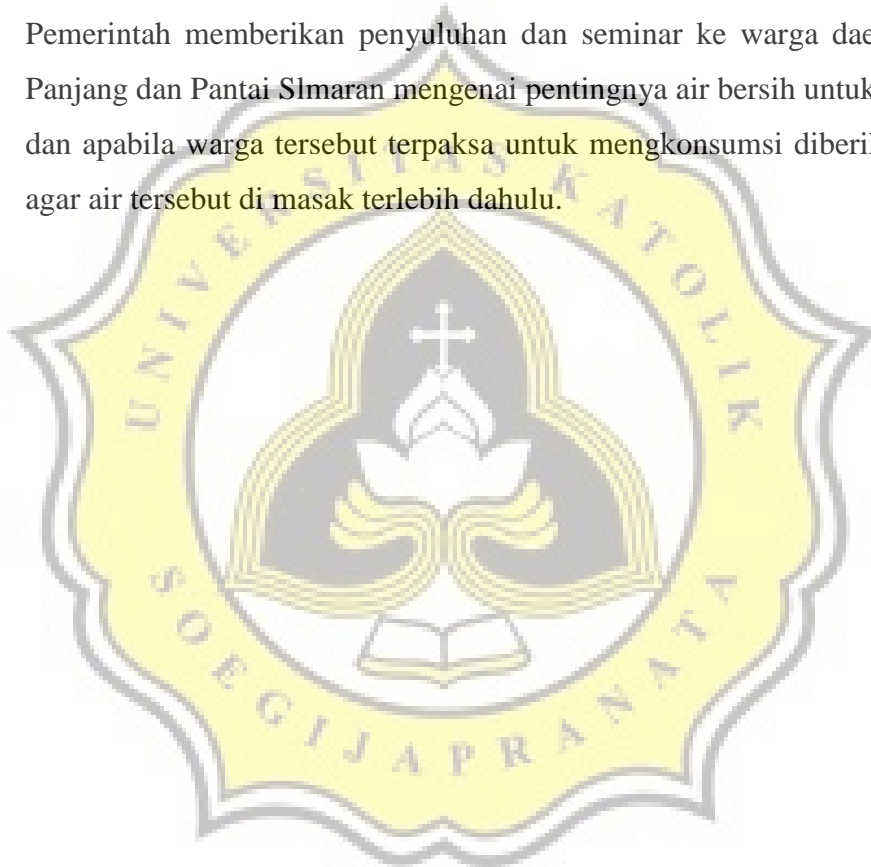 Pemerintah memberikan penyuluhan dan seminar ke warga dae
Panjang dan Pantai Slmaran mengenai pentingnya air bersih untuk
dan apabila warga tersebut terpaksa untuk mengkonsumsi diberi
agar air tersebut di masak terlebih dahulu.
UNIVERSITAS KATOLIK
SOEGIJAPRANATA